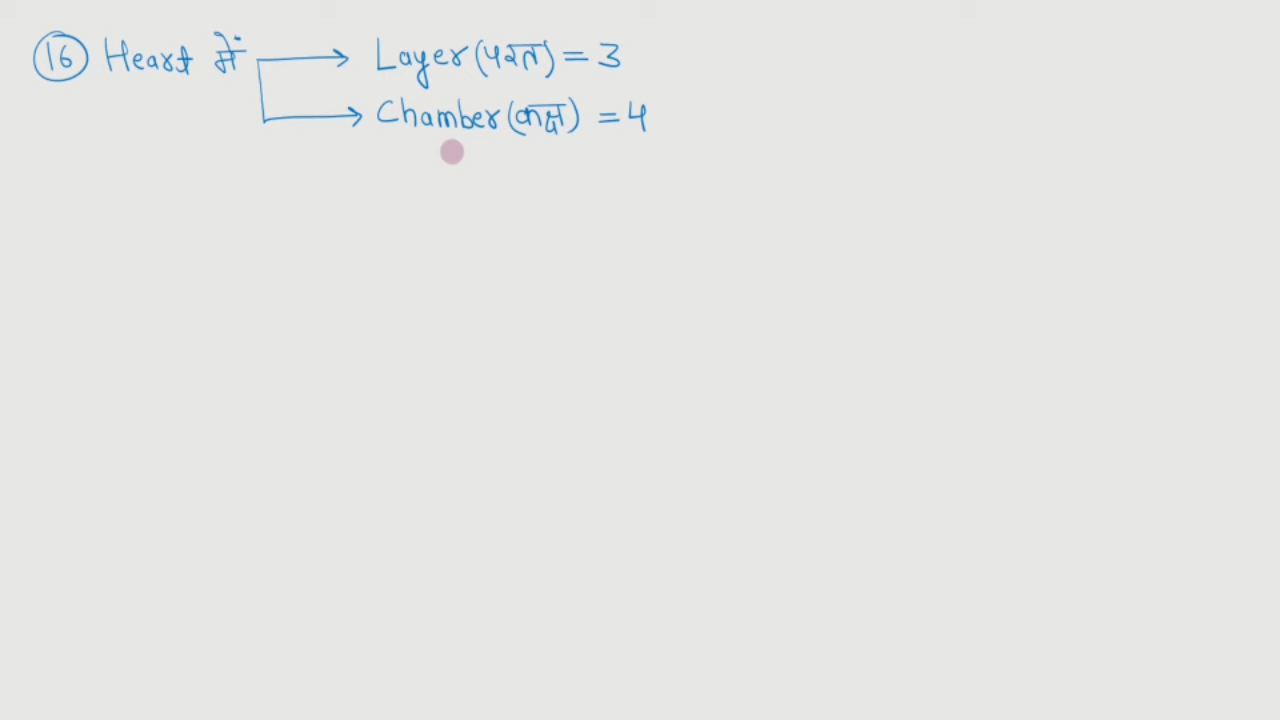 (16) Heart में → Layer (परत) = 3
→ Chamber (कक्ष) = 4